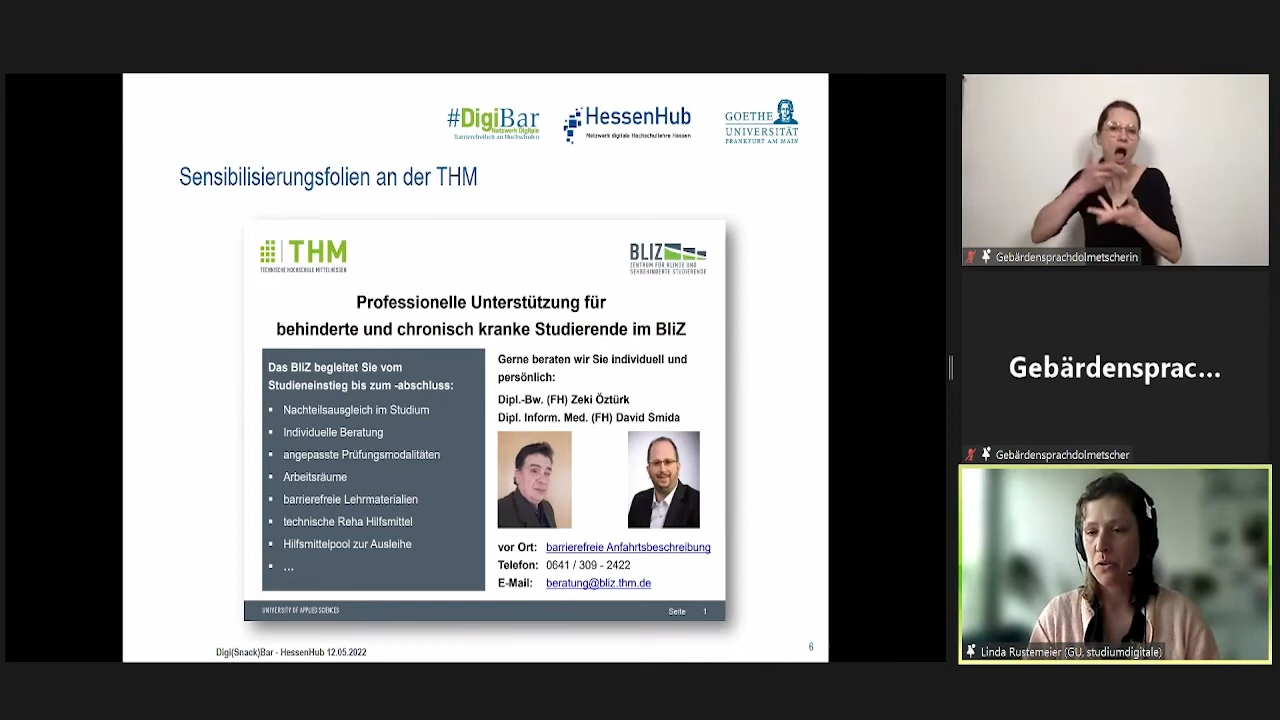 #DigiBar
Netzwerk Digitale
Barrierefreiheit an Hochschulen
HessenHub
Netzwerk digitale Hochschullehre Hessen
GOETHE
UNIVERSITÄT
FRANKFURT AM MAIN
Sensibilisierungsfolien an der THM
THM
TECHNISCHE HOCHSCHULE MITTELHESSEN
BLIZ
ZENTRUM FÜR BLINDE UND
SEHBEHINDERTE STUDIERENDE
Professionelle Unterstützung für
behinderte und chronisch kranke Studierende im BliZ
Das BliZ begleitet Sie vom
Studieneinstieg bis zum -abschluss:
▪ Nachteilsausgleich im Studium
▪ Individuelle Beratung
▪ angepasste Prüfungsmodalitäten
▪ Arbeitsräume
▪ barrierefreie Lehrmaterialien
▪ technische Reha Hilfsmittel
▪ Hilfsmittelpool zur Ausleihe
▪ ...
Gerne beraten wir Sie individuell und
persönlich:
Dipl.-Bw. (FH) Zeki Öztürk
Dipl. Inform. Med. (FH) David Smida
vor Ort: barrierefreie Anfahrtsbeschreibung
Telefon: 0641 / 309 - 2422
E-Mail: beratung@bliz.thm.de
UNIVERSITY OF APPLIED SCIENCES
Seite 1
Digi(Snack)Bar - HessenHub 12.05.2022
6
Gebärdensprachdolmetscherin
Gebärdensprac...
Gebärdensprachdolmetscher
Linda Rustemeier (GU, studiumdigitale)